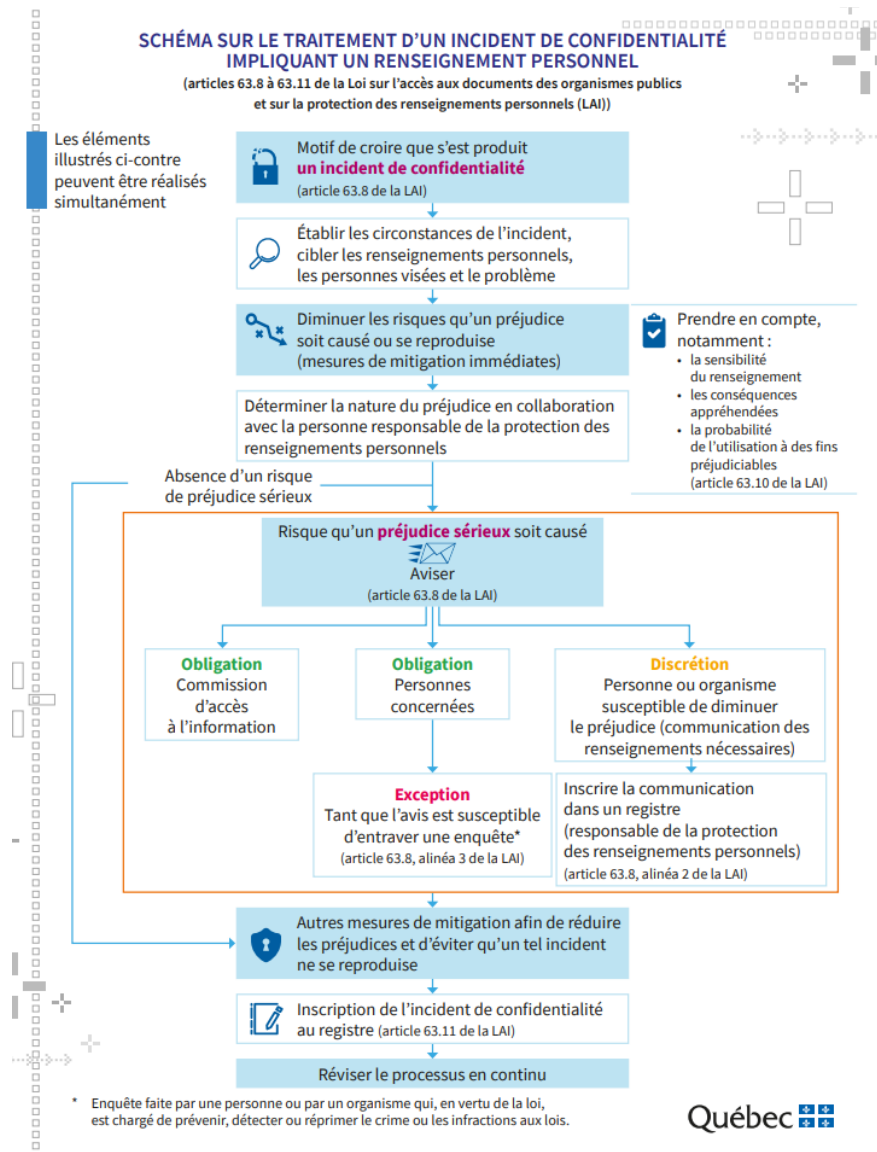 SCHÉMA SUR LE TRAITEMENT D’UN INCIDENT DE CONFIDENTIALITÉ
IMPLIQUANT UN RENSEIGNEMENT PERSONNEL
(articles 63.8 à 63.11 de la Loi sur l’accès aux documents des organismes publics
et sur la protection des renseignements personnels (LAI))
Les éléments
illustrés ci-contre
peuvent être réalisés
simultanément
Motif de croire que s’est produit
un incident de confidentialité
(article 63.8 de la LAI)
Établir les circonstances de l’incident,
cibler les renseignements personnels,
les personnes visées et le problème
Diminuer les risques qu’un préjudice
soit causé ou se reproduise
(mesures de mitigation immédiates)
Prendre en compte,
notamment :
• la sensibilité
du renseignement
• les conséquences
appréhendées
• la probabilité
de l’utilisation à des fins
préjudiciables
(article 63.10 de la LAI)
Déterminer la nature du préjudice en collaboration
avec la personne responsable de la protection des
renseignements personnels
Absence d’un risque
de préjudice sérieux
Risque qu’un préjudice sérieux soit causé
Aviser
(article 63.8 de la LAI)
Obligation
Commission
d’accès
à l’information
Obligation
Personnes
concernées
Discrétion
Personne ou organisme
susceptible de diminuer
le préjudice (communication des
renseignements nécessaires)
Exception
Tant que l’avis est susceptible
d’entraver une enquête*
(article 63.8, alinéa 3 de la LAI)
Inscrire la communication
dans un registre
(responsable de la protection
des renseignements personnels)
(article 63.8, alinéa 2 de la LAI)
Autres mesures de mitigation afin de réduire
les préjudices et d’éviter qu’un tel incident
ne se reproduise
Inscription de l’incident de confidentialité
au registre (article 63.11 de la LAI)
Réviser le processus en continu
* Enquête faite par une personne ou par un organisme qui, en vertu de la loi,
est chargé de prévenir, détecter ou réprimer le crime ou les infractions aux lois.
Québec